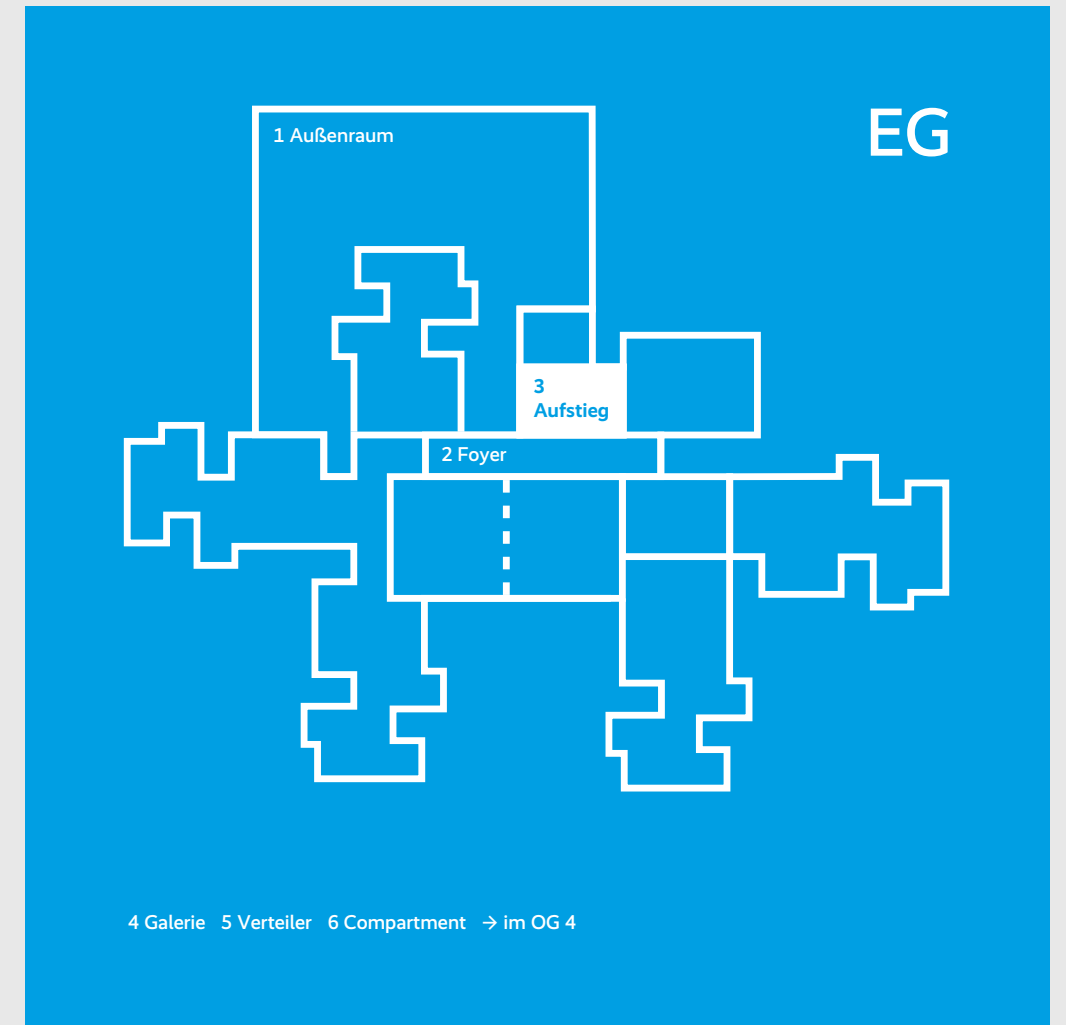 EG
1 Außenraum
3
Aufstieg
2 Foyer
4 Galerie 5 Verteiler 6 Compartment → im OG 4